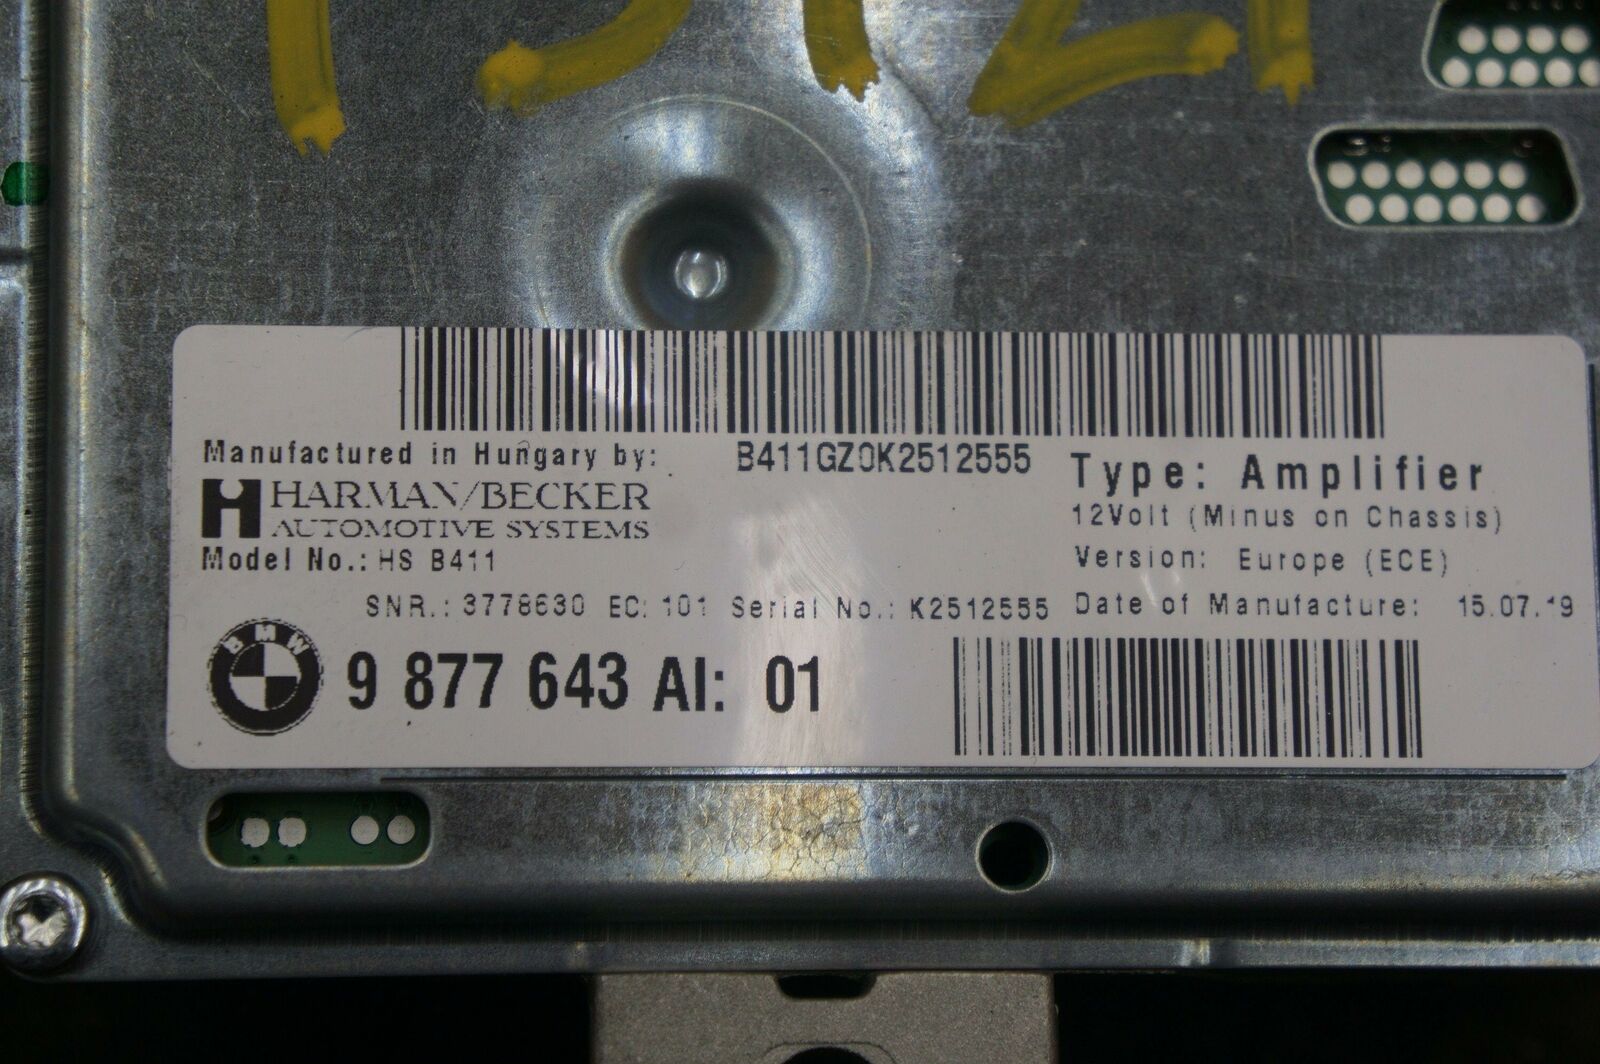 Manufactured in Hungary by:
B411GZ0K2512555
HARMAN/BECKER
AUTOMOTIVE SYSTEMS
Model No.: HS B411
Type: Amplifier
12Volt (Minus on Chassis)
Version: Europe (ECE)
SNR.: 3778630 EC: 101 Serial No.: K2512555 Date of Manufacture: 15.07.19
BMW
9 877 643 AI: 01